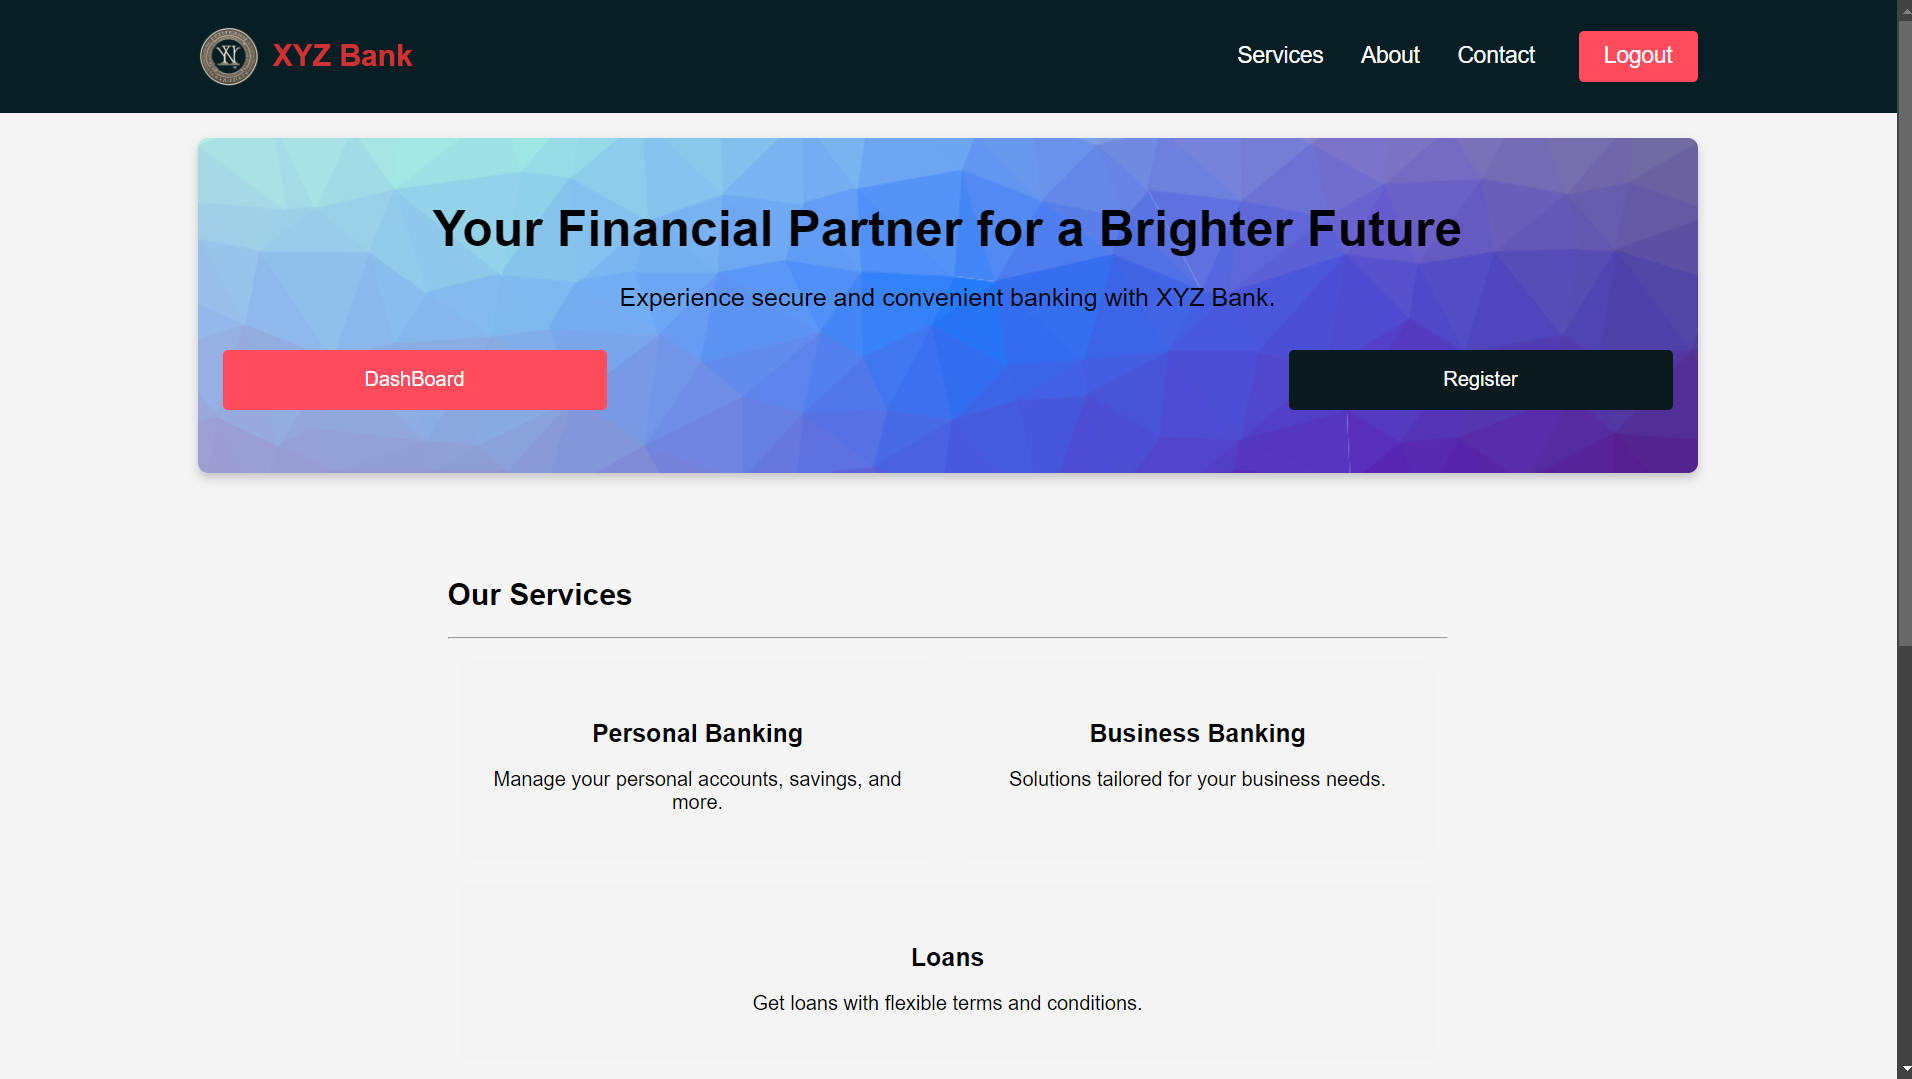 XYZ Bank
Services
About
Contact
Logout
Your Financial Partner for a Brighter Future
Experience secure and convenient banking with XYZ Bank.
DashBoard
Register
Our Services
Personal Banking
Manage your personal accounts, savings, and
more.
Business Banking
Solutions tailored for your business needs.
Loans
Get loans with flexible terms and conditions.